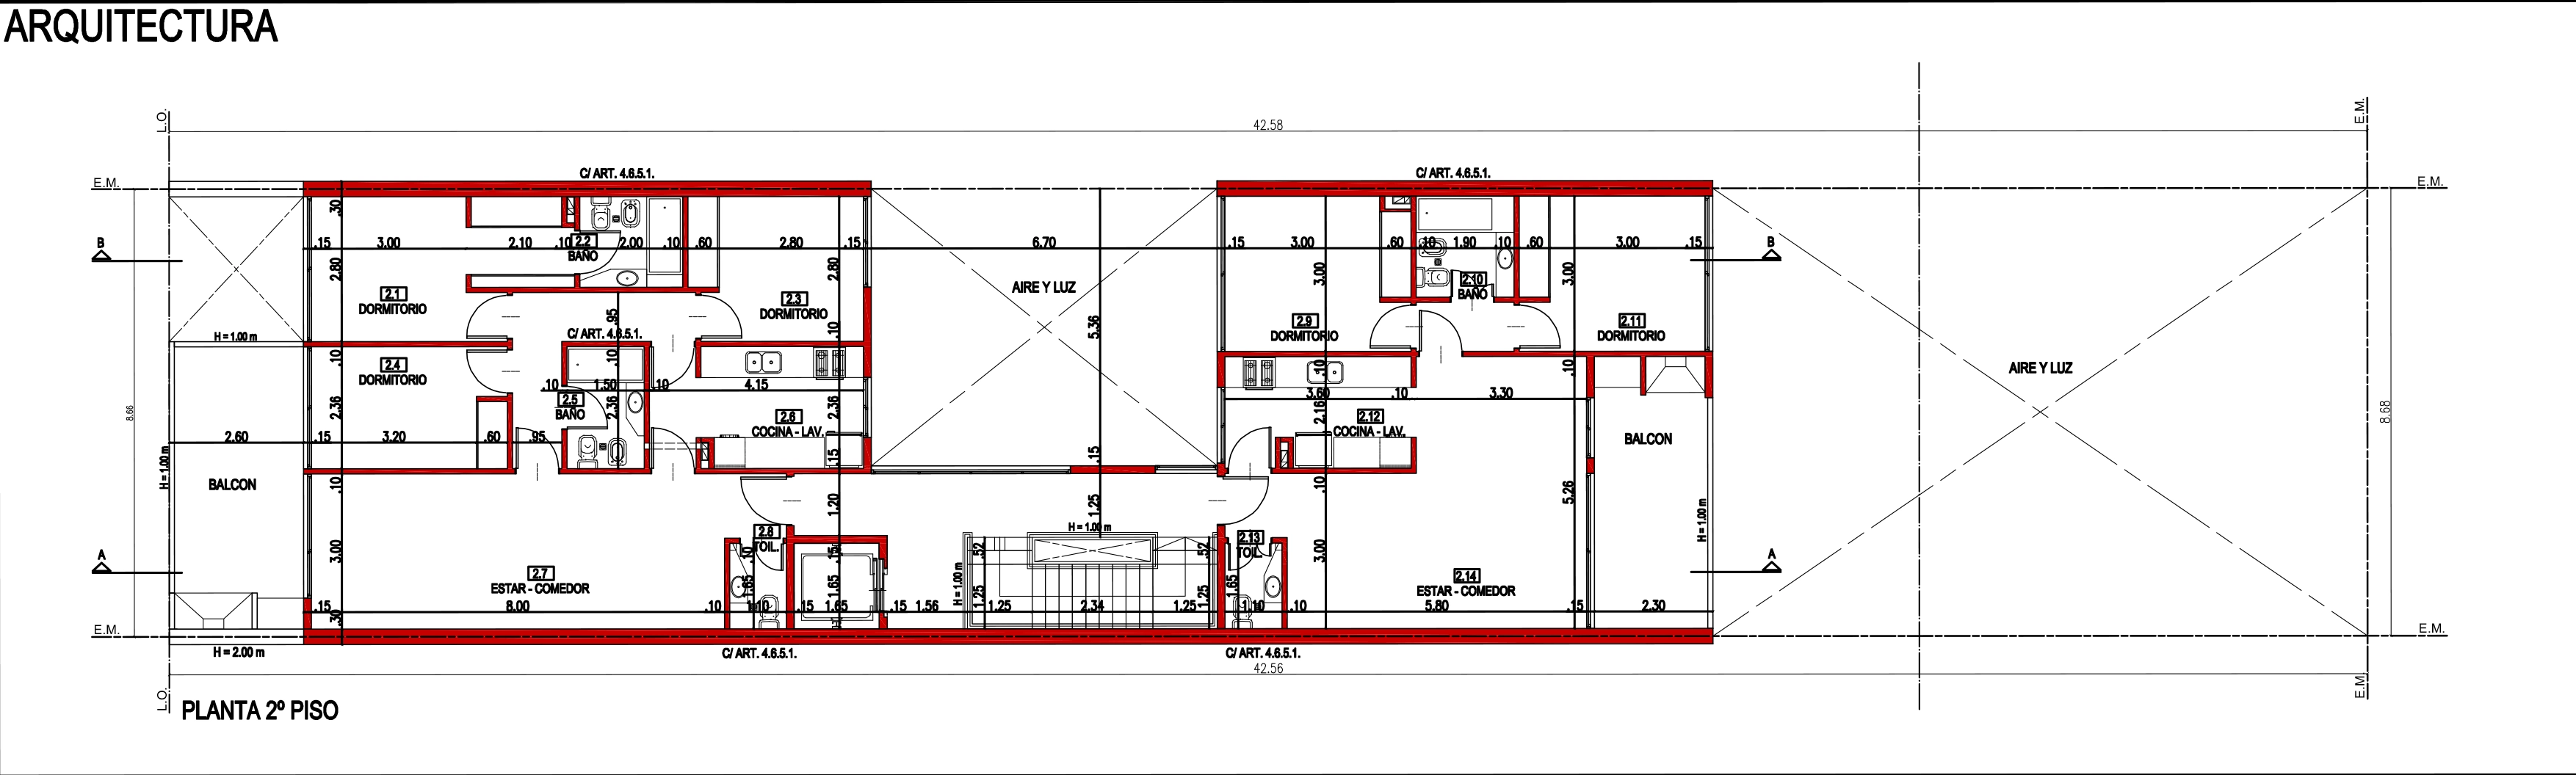 ARQUITECTURA
L.O.
E.M.
42.58
C/ ART. 4.6.5.1.
C/ ART. 4.6.5.1.
E.M.
E.M.
.30
B
.15
3.00
2.10
.10
2.2
BAÑO
2.00
.10
.60
2.80
.15
6.70
.15
3.00
.60
.10
1.90
.10
.60
3.00
.15
B
2.80
2.80
3.00
3.00
2.1
DORMITORIO
2.3
DORMITORIO
AIRE Y LUZ
2.10
BAÑO
.95
.10
5.36
H = 1.00 m
C/ ART. 4.6.5.1.
2.9
DORMITORIO
2.11
DORMITORIO
.10
2.4
DORMITORIO
.10
.10
.10
AIRE Y LUZ
.10
1.50
.10
4.15
3.60
.10
3.30
2.36
2.5
BAÑO
2.36
2.6
COCINA - LAV.
2.36
2.16
2.12
COCINA - LAV.
8.66
8.68
2.60
.15
3.20
.60
.95
BALCON
.15
.15
H = 1.00 m
BALCON
.10
1.20
1.25
.10
5.26
H = 1.00 m
2.8
TOIL.
H = 1.00 m
2.13
TOIL.
A
3.00
.10
.15
.52
.52
3.00
A
2.7
ESTAR - COMEDOR
1.65
1.65
H = 1.00 m
1.25
1.25
1.65
2.14
ESTAR - COMEDOR
.15
8.00
.10
1.10
.15
1.65
.15
1.56
1.25
2.34
1.25
1.10
.10
5.80
.15
2.30
.30
E.M.
E.M.
H = 2.00 m
C/ ART. 4.6.5.1.
C/ ART. 4.6.5.1.
42.56
L.O.
E.M.
PLANTA 2º PISO